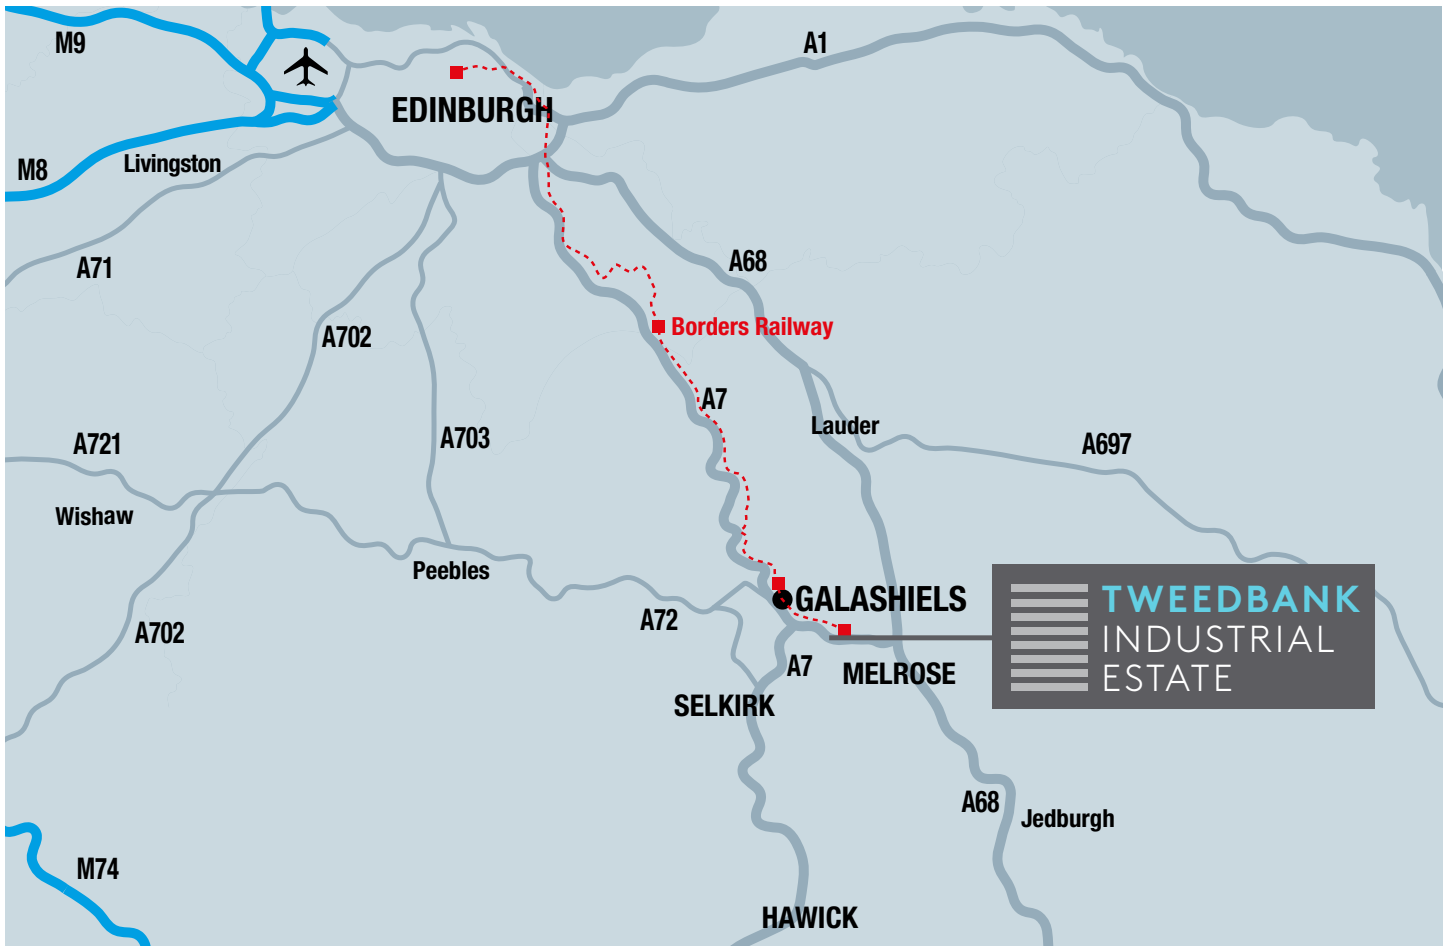 M9
A1
EDINBURGH
M8
Livingston
A71
A68
A702
Borders Railway
A7
Lauder
A721
A703
A697
Wishaw
Peebles
GALASHIELS
TWEEDBANK
INDUSTRIAL
ESTATE
A72
A702
A7
MELROSE
SELKIRK
A68
Jedburgh
M74
HAWICK